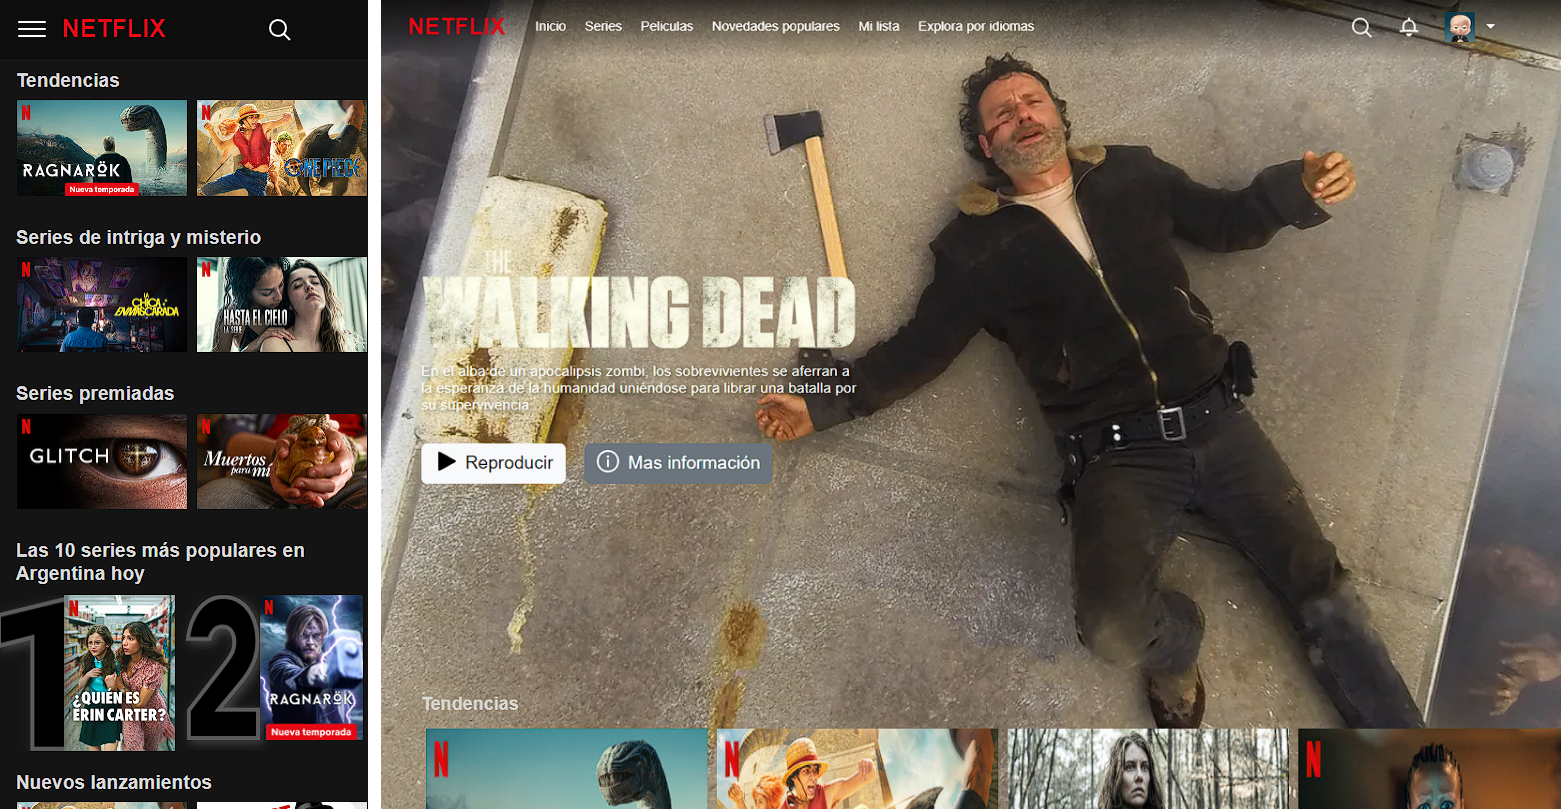 NETFLIX
Tendencias
N
RAGNARÖK
Nueva temporada
N
ONE PIECE
Series de intriga y misterio
N
LA
CHICA
ENMASCARADA
N
HASTA EL CIELO
LA SERIE
Series premiadas
N
GLITCH
N
Muertos
para mí
Las 10 series más populares en
Argentina hoy
1
N
¿QUIÉN ES
ERIN CARTER?
2
N
RAGNARÖK
Nueva temporada
Nuevos lanzamientos
N
NETFLIX
Inicio
Series
Peliculas
Novedades populares
Mi lista
Explora por idiomas
THE
WALKING DEAD
En el alba de un apocalipsis zombi, los sobrevivientes se aferran a
la esperanza de la humanidad uniéndose para librar una batalla por
su supervivencia.
Reproducir
Mas información
Tendencias
N
N
N